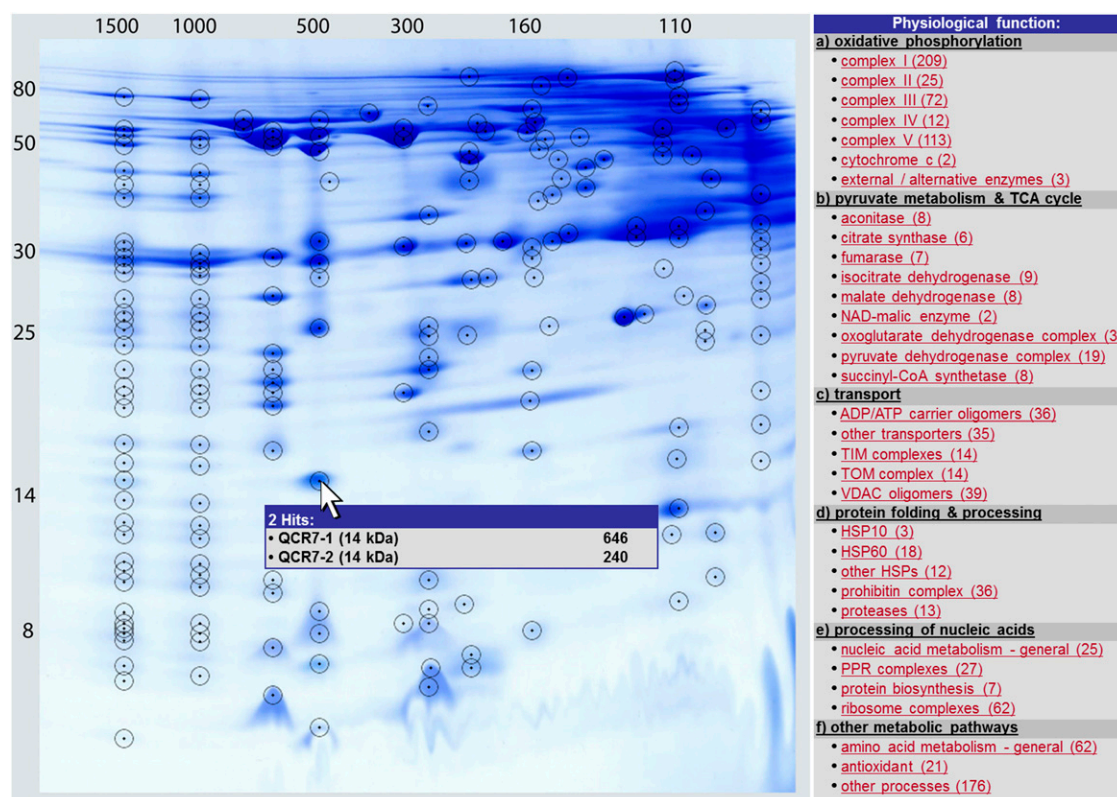 1500 1000 500 300 160 110
80
50
30
25
14
8
2 Hits:
• QCR7-1 (14 kDa) 646
• QCR7-2 (14 kDa) 240
Physiological function:
a) oxidative phosphorylation
• complex I (209)
• complex II (25)
• complex III (72)
• complex IV (12)
• complex V (113)
• cytochrome c (2)
• external / alternative enzymes (3)
b) pyruvate metabolism & TCA cycle
• aconitase (8)
• citrate synthase (6)
• fumarase (7)
• isocitrate dehydrogenase (9)
• malate dehydrogenase (8)
• NAD-malic enzyme (2)
• oxoglutarate dehydrogenase complex (3
• pyruvate dehydrogenase complex (19)
• succinyl-CoA synthetase (8)
c) transport
• ADP/ATP carrier oligomers (36)
• other transporters (35)
• TIM complexes (14)
• TOM complex (14)
• VDAC oligomers (39)
d) protein folding & processing
• HSP10 (3)
• HSP60 (18)
• other HSPs (12)
• prohibitin complex (36)
• proteases (13)
e) processing of nucleic acids
• nucleic acid metabolism - general (25)
• PPR complexes (27)
• protein biosynthesis (7)
• ribosome complexes (62)
f) other metabolic pathways
• amino acid metabolism - general (62)
• antioxidant (21)
• other processes (176)